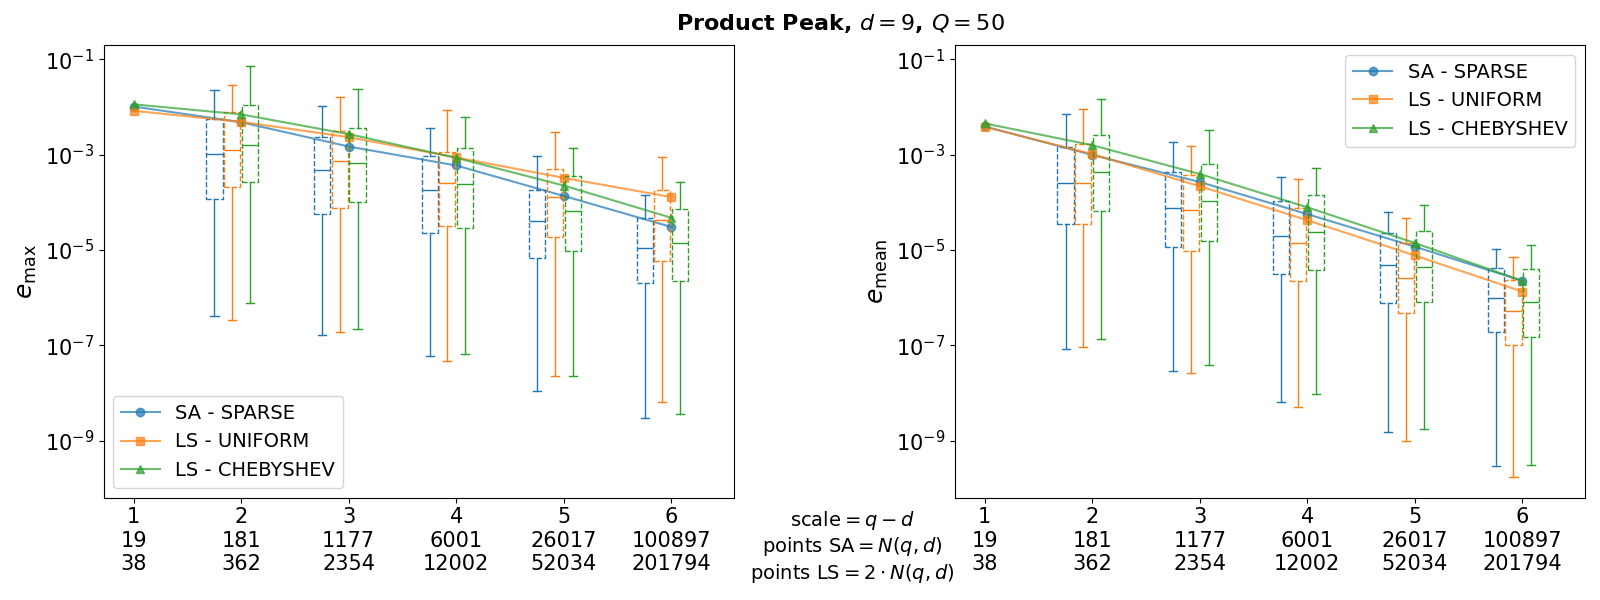 Product Peak, d = 9, Q = 50
e_max
10⁻¹
10⁻³
10⁻⁵
10⁻⁷
10⁻⁹
SA - SPARSE
LS - UNIFORM
LS - CHEBYSHEV
1 2 3 4 5 6
19 181 1177 6001 26017 100897
38 362 2354 12002 52034 201794
scale = q − d
points SA = N(q, d)
points LS = 2 · N(q, d)
e_mean
10⁻¹
10⁻³
10⁻⁵
10⁻⁷
10⁻⁹
SA - SPARSE
LS - UNIFORM
LS - CHEBYSHEV
1 2 3 4 5 6
19 181 1177 6001 26017 100897
38 362 2354 12002 52034 201794